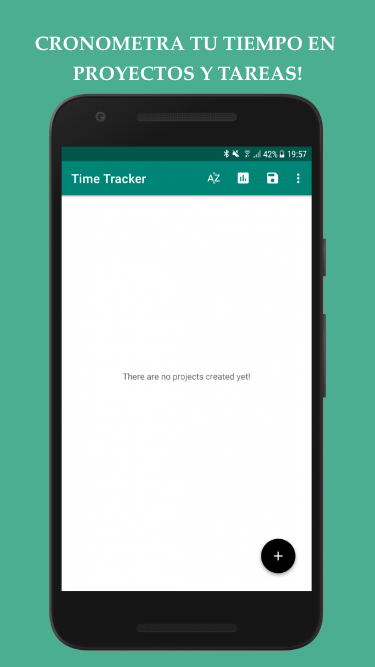 CRONOMETRA TU TIEMPO EN
PROYECTOS Y TAREAS!
42% 19:57
Time Tracker AZ
There are no projects created yet!